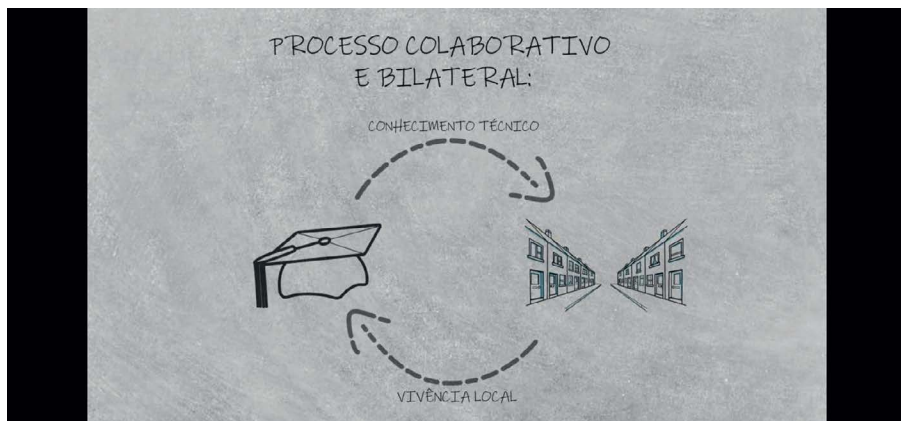 PROCESSO COLABORATIVO
E BILATERAL:
CONHECIMENTO TÉCNICO
VIVÊNCIA LOCAL